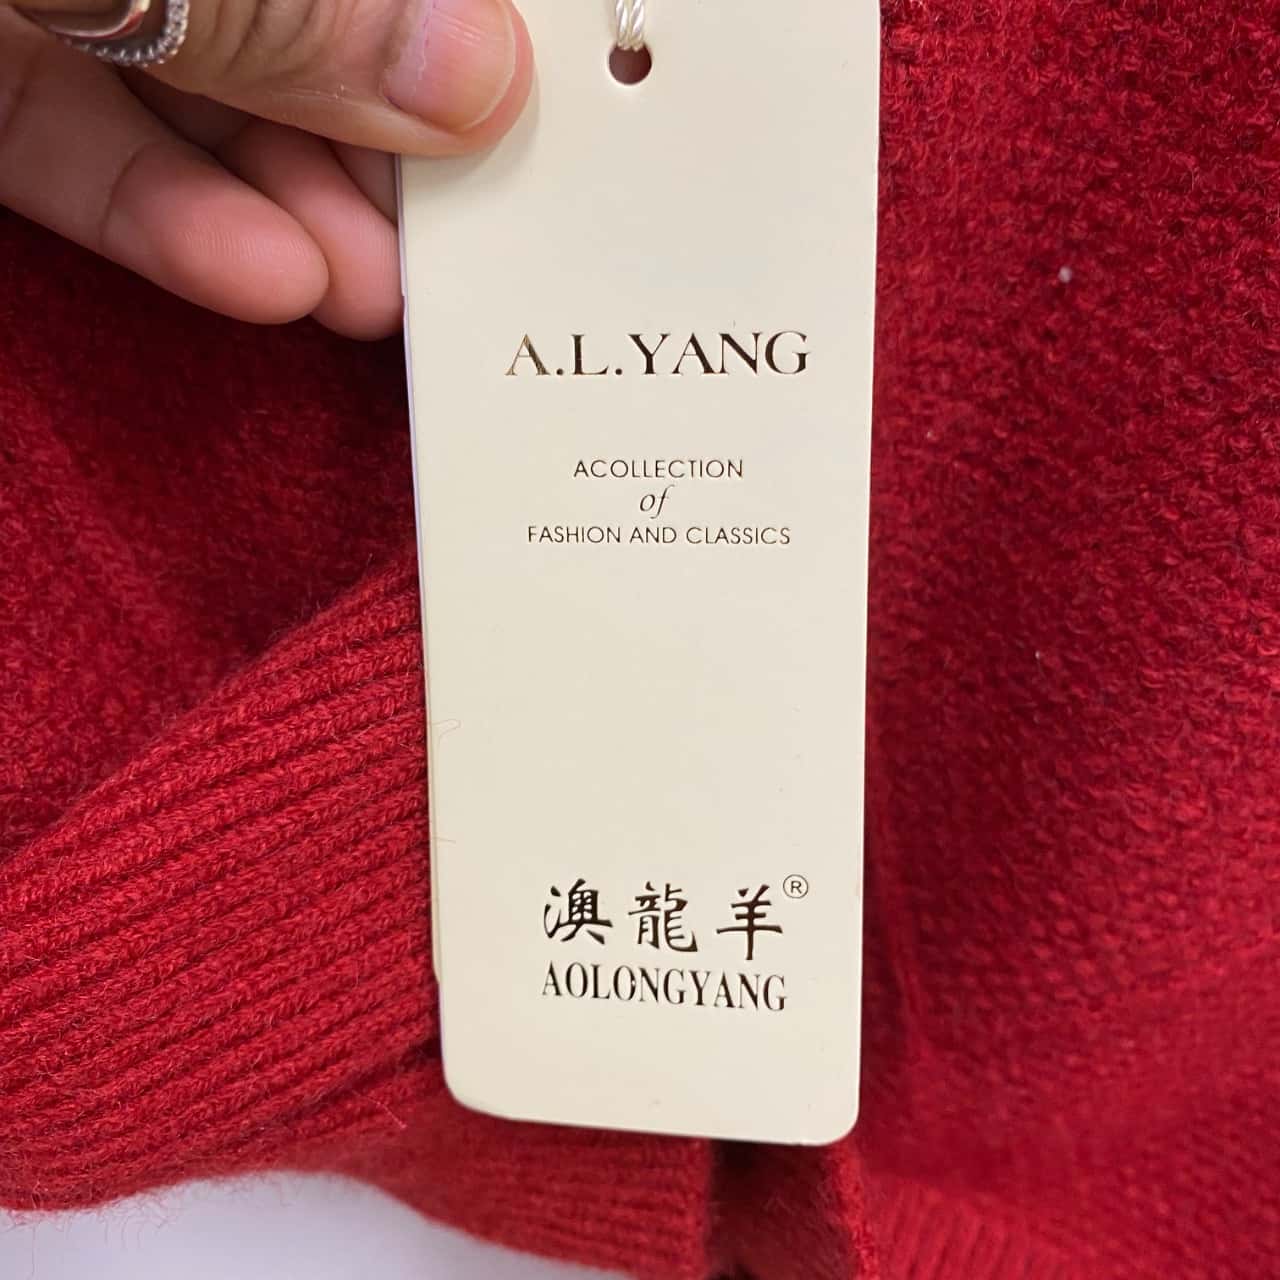 A.L.YANG
ACOLLECTION
of
FASHION AND CLASSICS
澳龍羊®
AOLONGYANG